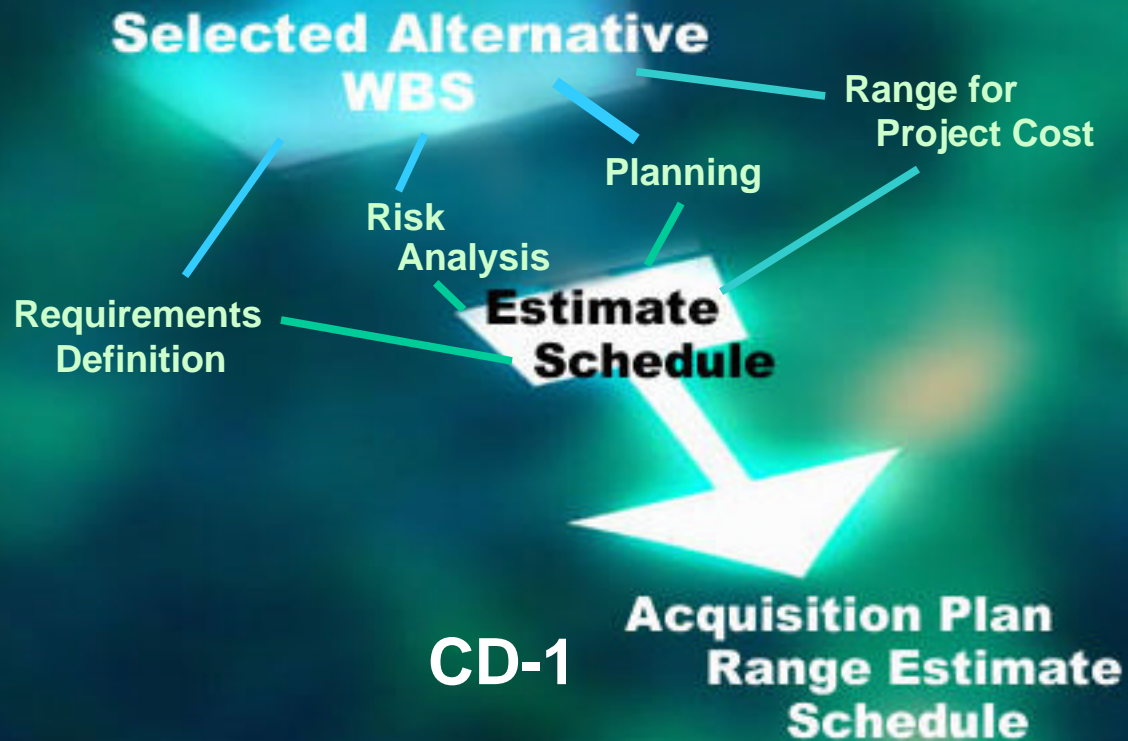 Selected Alternative
WBS
Range for
Project Cost
Planning
Risk
Analysis
Requirements
Definition
Estimate
Schedule
CD-1
Acquisition Plan
Range Estimate
Schedule